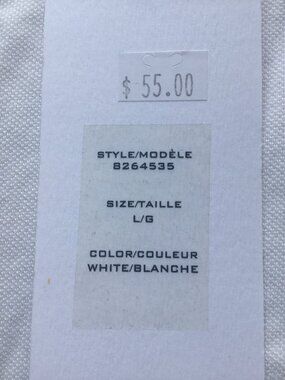 $ 55.00
STYLE/MODÈLE
8264535
SIZE/TAILLE
L/G
COLOR/COULEUR
WHITE/BLANCHE